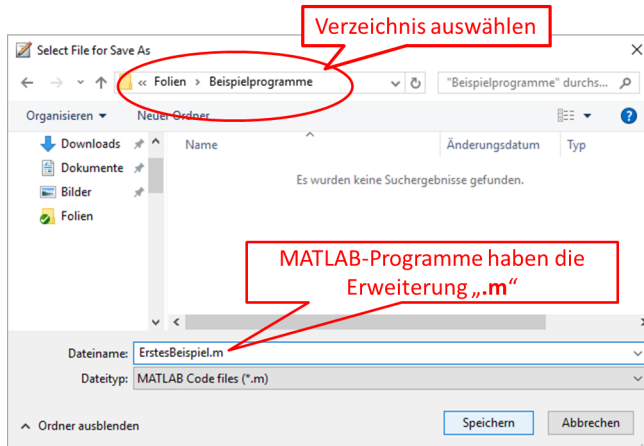 Verzeichnis auswählen
Select File for Save As
« Folien › Beispielprogramme
"Beispielprogramme" durchs...
Organisieren Neuer Ordner
Downloads
Dokumente
Bilder
Folien
Name Änderungsdatum Typ
Es wurden keine Suchergebnisse gefunden.
MATLAB-Programme haben die
Erweiterung „.m“
Dateiname: ErstesBeispiel.m
Dateityp: MATLAB Code files (*.m)
Ordner ausblenden Speichern Abbrechen